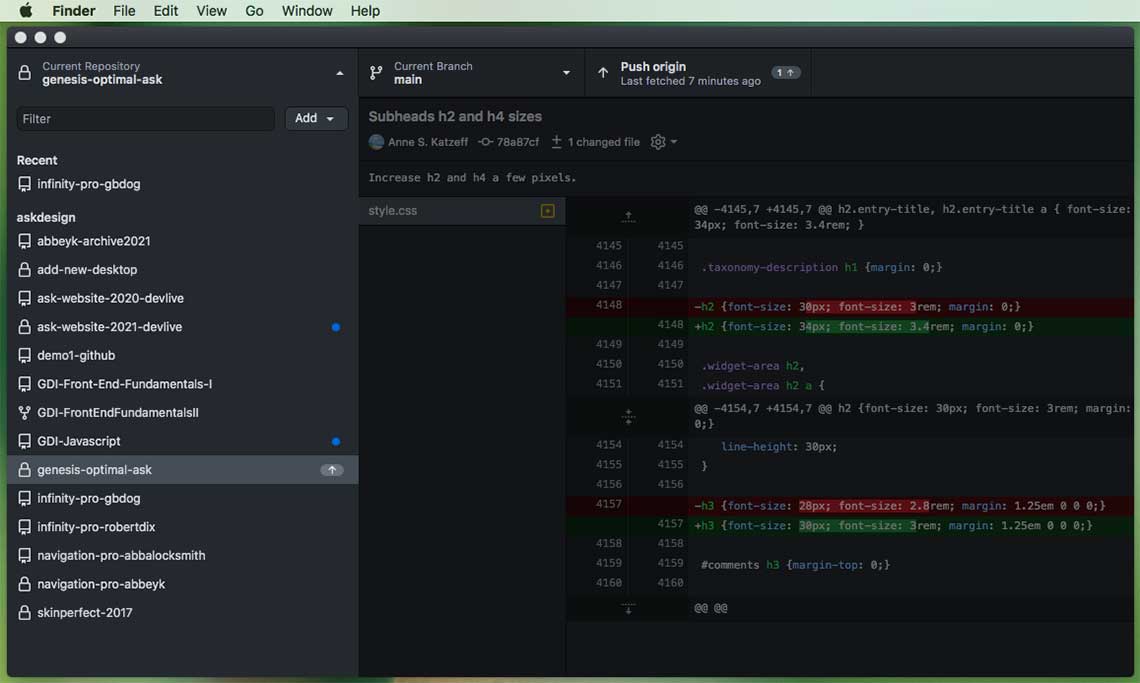 Finder File Edit View Go Window Help
Current Repository
genesis-optimal-ask
Current Branch
main
Push origin
Last fetched 7 minutes ago
1
Filter
Add
Recent
infinity-pro-gbdog
askdesign
abbeyk-archive2021
add-new-desktop
ask-website-2020-devlive
ask-website-2021-devlive
demo1-github
GDI-Front-End-Fundamentals-I
GDI-FrontEndFundamentalsII
GDI-Javascript
genesis-optimal-ask
infinity-pro-gbdog
infinity-pro-robertdix
navigation-pro-abbalocksmith
navigation-pro-abbeyk
skinperfect-2017
Subheads h2 and h4 sizes
Anne S. Katzeff 78a87cf 1 changed file
Increase h2 and h4 a few pixels.
style.css
@@ -4145,7 +4145,7 @@ h2.entry-title, h2.entry-title a { font-size:
34px; font-size: 3.4rem; }
4145 4145
4146 4146 .taxonomy-description h1 {margin: 0;}
4147 4147
4148 -h2 {font-size: 30px; font-size: 3rem; margin: 0;}
4148 +h2 {font-size: 34px; font-size: 3.4rem; margin: 0;}
4149 4149
4150 4150 .widget-area h2,
4151 4151 .widget-area h2 a {
@@ -4154,7 +4154,7 @@ h2 {font-size: 30px; font-size: 3rem; margin:
0;}
4154 4154 line-height: 30px;
4155 4155 }
4156 4156
4157 -h3 {font-size: 28px; font-size: 2.8rem; margin: 1.25em 0 0 0;}
4157 +h3 {font-size: 30px; font-size: 3rem; margin: 1.25em 0 0 0;}
4158 4158
4159 4159 #comments h3 {margin-top: 0;}
4160 4160
@@ @@